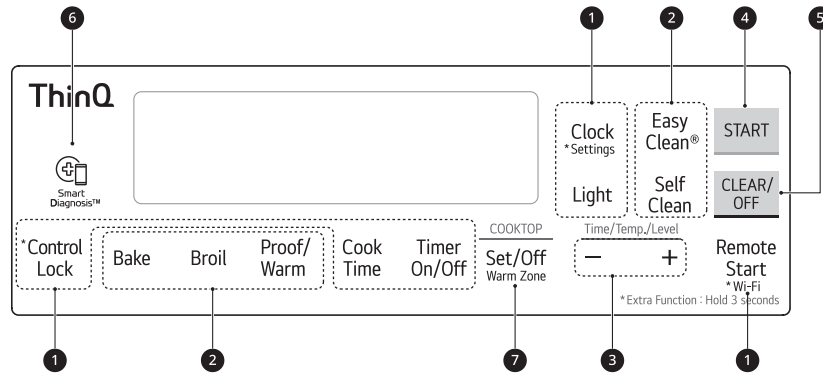 6
1
2
4
5
ThinQ
Clock
*Settings
Light
Easy
Clean®
Self
Clean
START
CLEAR/
OFF
Smart
Diagnosis™
*Control
Lock
Bake
Broil
Proof/
Warm
Cook
Time
Timer
On/Off
COOKTOP
Set/Off
Warm Zone
Time/Temp./Level
− +
Remote
Start
*Wi-Fi
*Extra Function : Hold 3 seconds
1
2
7
3
1